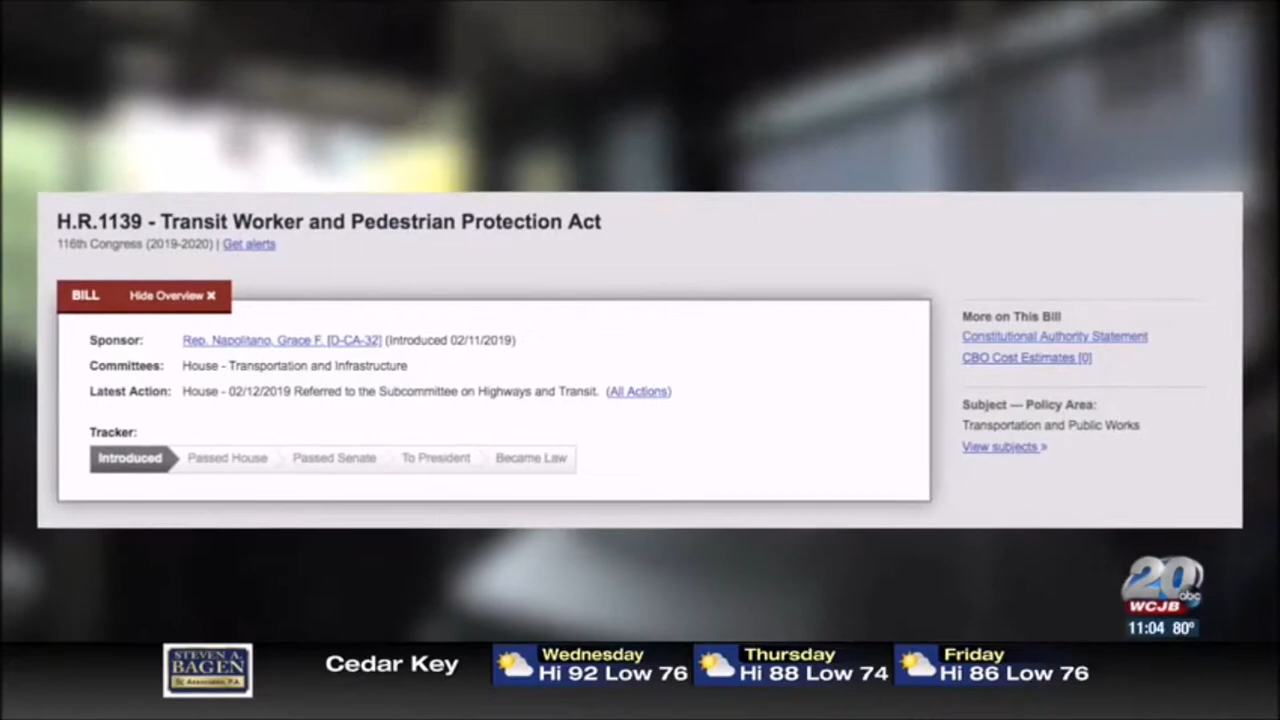 H.R.1139 - Transit Worker and Pedestrian Protection Act
116th Congress (2019-2020) | Get alerts
BILL Hide Overview ×
Sponsor: Rep. Napolitano, Grace F. [D-CA-32] (Introduced 02/11/2019)
Committees: House - Transportation and Infrastructure
Latest Action: House - 02/12/2019 Referred to the Subcommittee on Highways and Transit. (All Actions)
Tracker:
Introduced Passed House Passed Senate To President Became Law
More on This Bill
Constitutional Authority Statement
CBO Cost Estimates [0]
Subject — Policy Area:
Transportation and Public Works
View subjects »
20 abc
WCJB
11:04 80°
STEVEN A.
BAGEN
& Associates, P.A.
Cedar Key
Wednesday
Hi 92 Low 76
Thursday
Hi 88 Low 74
Friday
Hi 86 Low 76